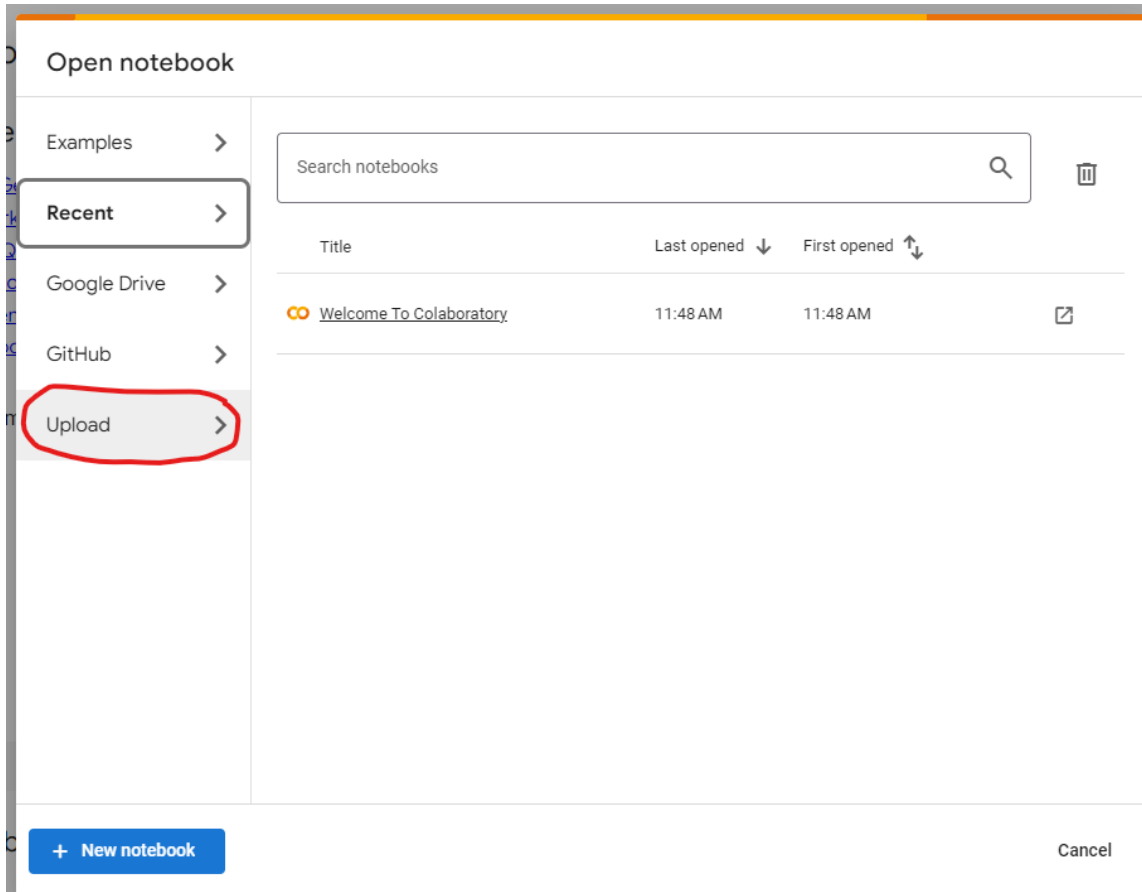 Open notebook
Examples
Recent
Google Drive
GitHub
Upload
Search notebooks
Title Last opened First opened
Welcome To Colaboratory 11:48 AM 11:48 AM
+ New notebook
Cancel